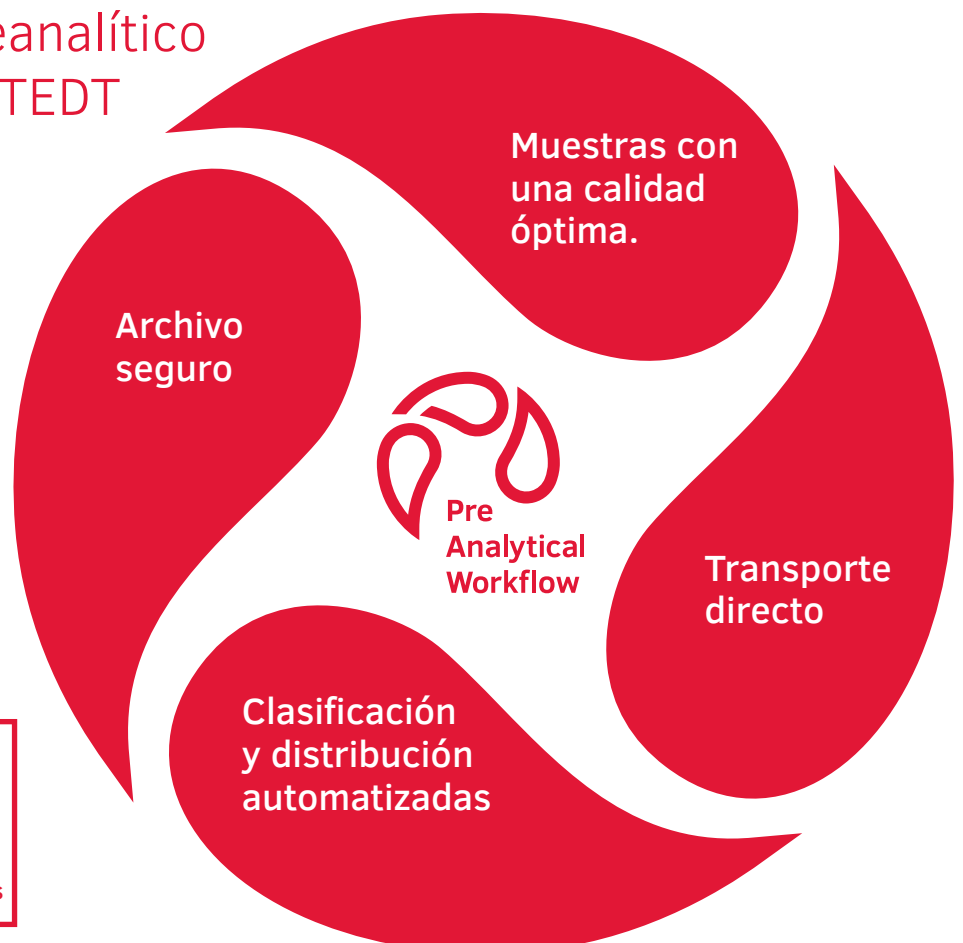 eanalítico
TEDT
Muestras con
una calidad
óptima.
Archivo
seguro
Pre
Analytical
Workflow
Transporte
directo
Clasificación
y distribución
automatizadas
s